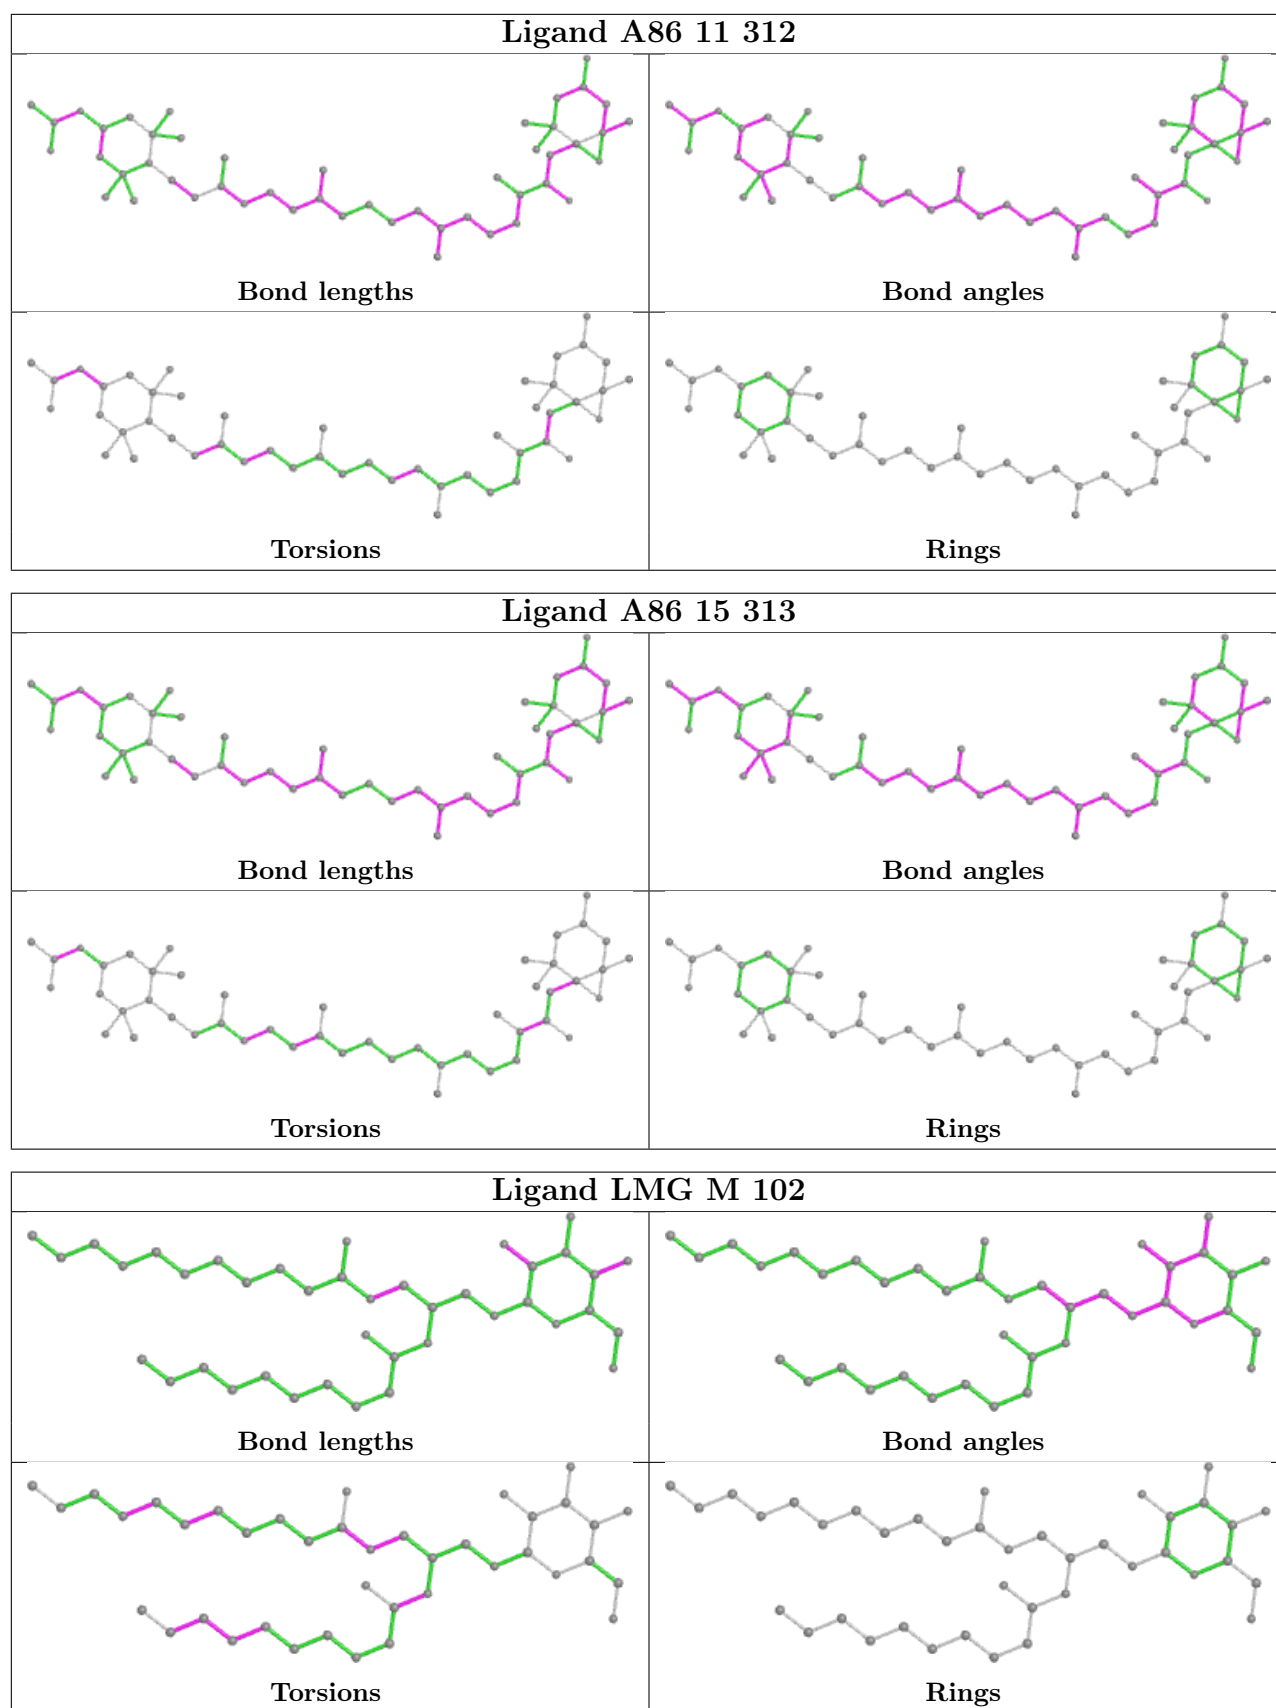 Ligand A86 11 312
Bond lengths
Bond angles
Torsions
Rings
Ligand A86 15 313
Bond lengths
Bond angles
Torsions
Rings
Ligand LMG M 102
Bond lengths
Bond angles
Torsions
Rings